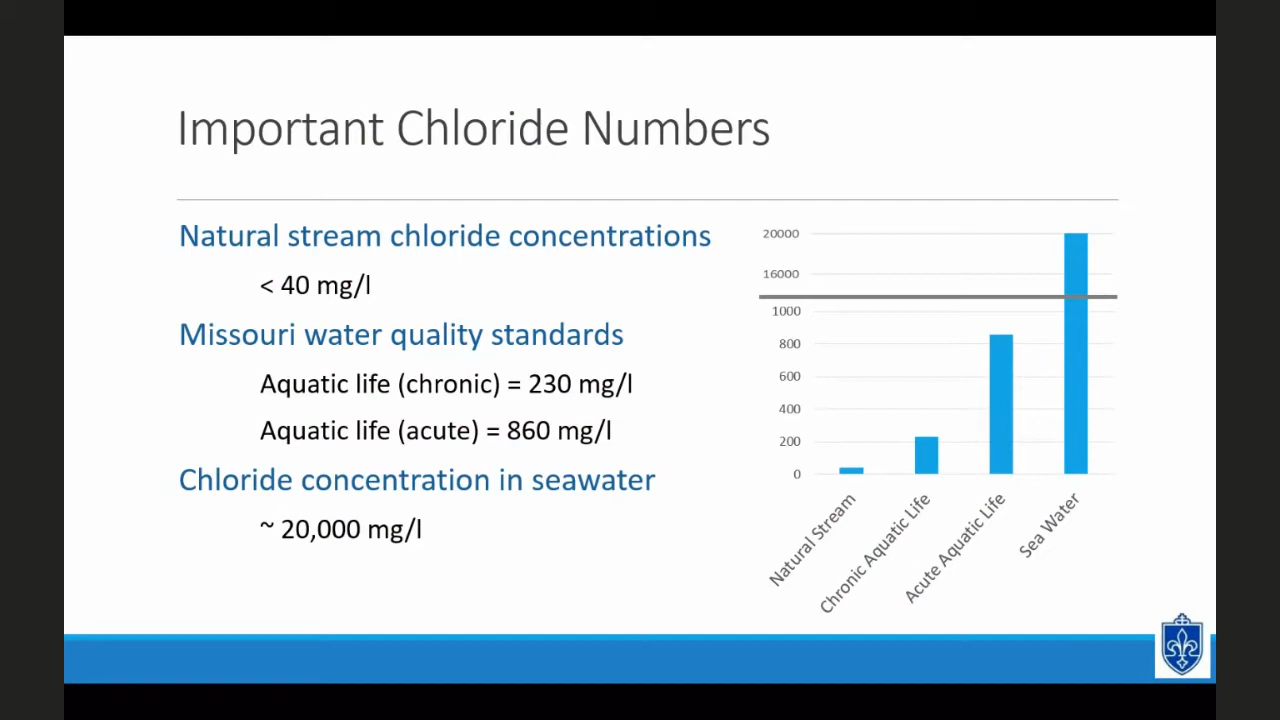 Important Chloride Numbers
Natural stream chloride concentrations
< 40 mg/l
Missouri water quality standards
Aquatic life (chronic) = 230 mg/l
Aquatic life (acute) = 860 mg/l
Chloride concentration in seawater
~ 20,000 mg/l
20000
16000
1000
800
600
400
200
0
Natural Stream
Chronic Aquatic Life
Acute Aquatic Life
Sea Water